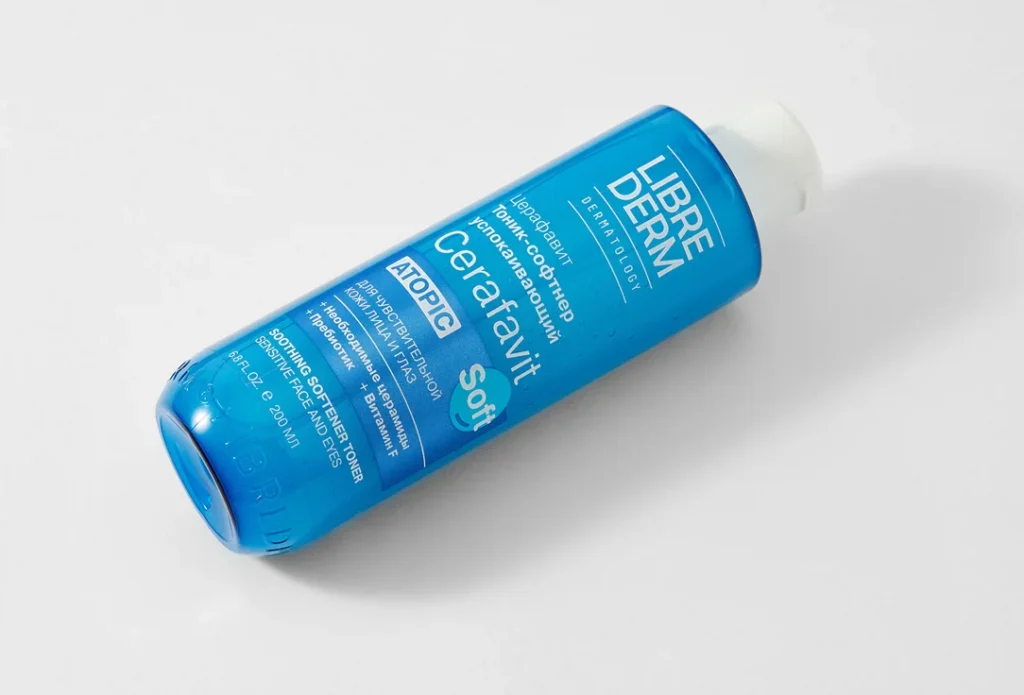 LIBRE
DERM
DERMATOLOGY
Церафавит
Тоник-софтнер
успокаивающий
Cerafavit
Soft
ATOPIC
ДЛЯ ЧУВСТВИТЕЛЬНОЙ
КОЖИ ЛИЦА И ГЛАЗ
+ Необходимые церамиды
+ Пребиотик + Витамин F
SOOTHING SOFTENER TONER
SENSITIVE FACE AND EYES
6.8 FL.OZ. e 200 МЛ